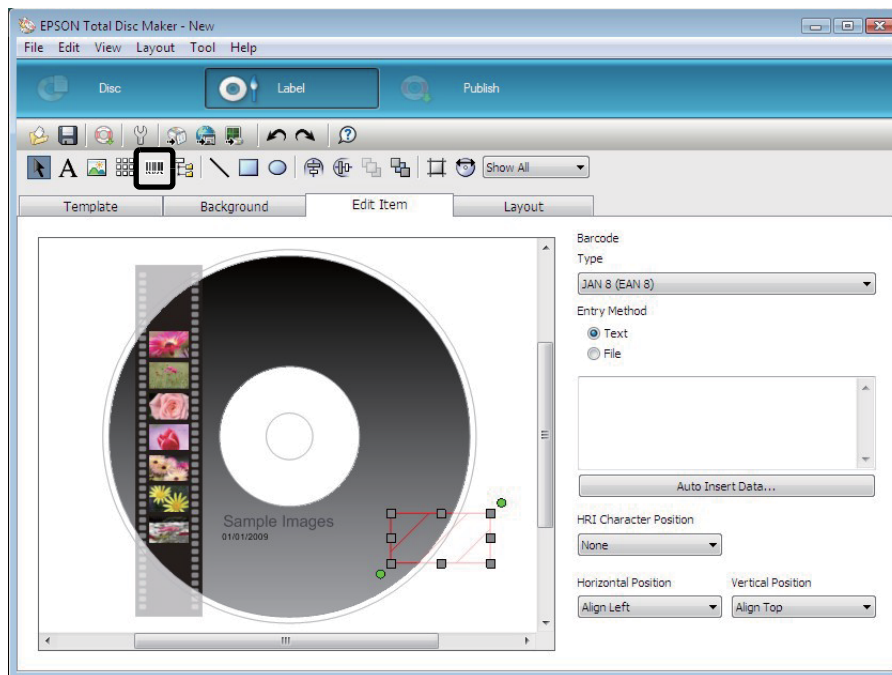 EPSON Total Disc Maker - New
File Edit View Layout Tool Help
Disc Label Publish
A Show All
Template Background Edit Item Layout
Barcode
Type
JAN 8 (EAN 8)
Entry Method
Text
File
Auto Insert Data...
HRI Character Position
None
Horizontal Position Vertical Position
Align Left Align Top
Sample Images
01/01/2009